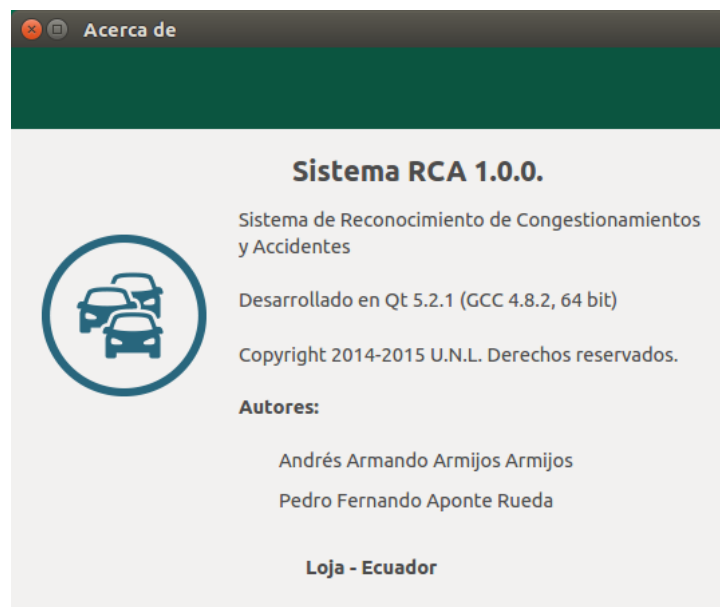 Acerca de
Sistema RCA 1.0.0.
Sistema de Reconocimiento de Congestionamientos
y Accidentes
Desarrollado en Qt 5.2.1 (GCC 4.8.2, 64 bit)
Copyright 2014-2015 U.N.L. Derechos reservados.
Autores:
Andrés Armando Armijos Armijos
Pedro Fernando Aponte Rueda
Loja - Ecuador